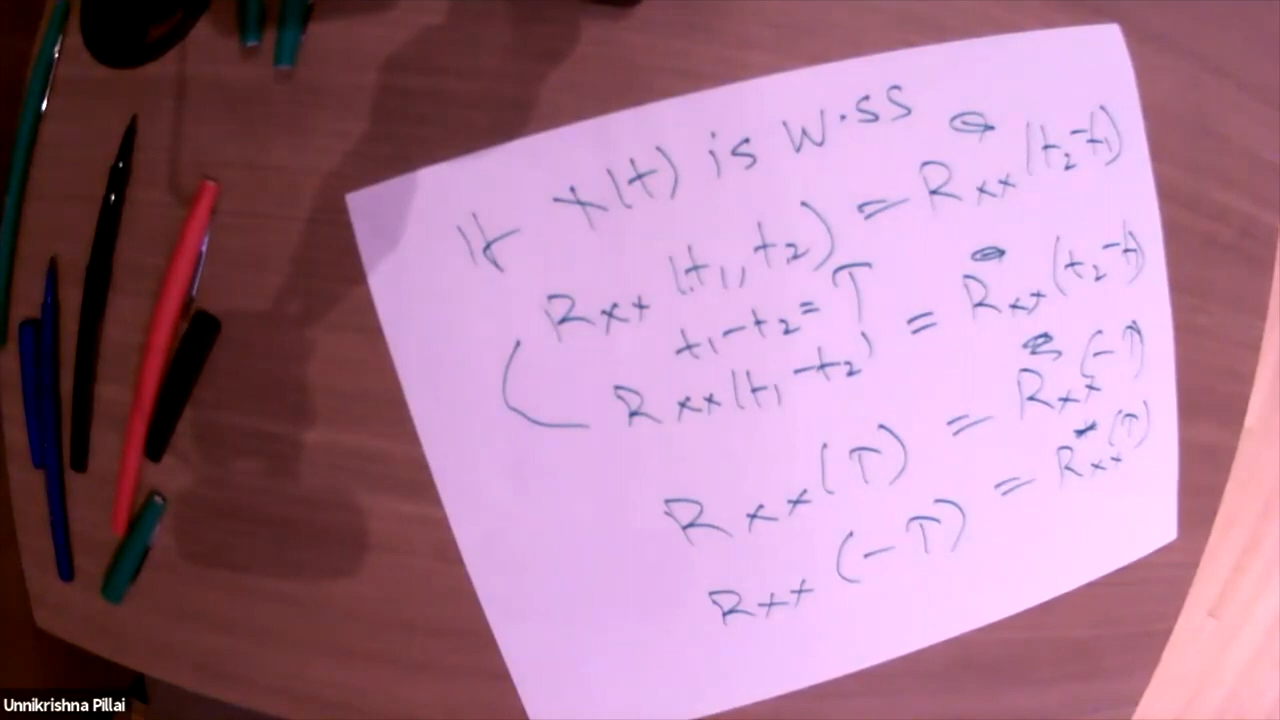 If X(t) is W.SS
Rxx (t1, t2) = R*xx (t2-t1)
t1-t2 = T
Rxx(t1-t2) = R*xx(t2-t1)
Rxx(T) = R*xx(-T)
Rxx(-T) = R*xx(T)
Unnikrishna Pillai